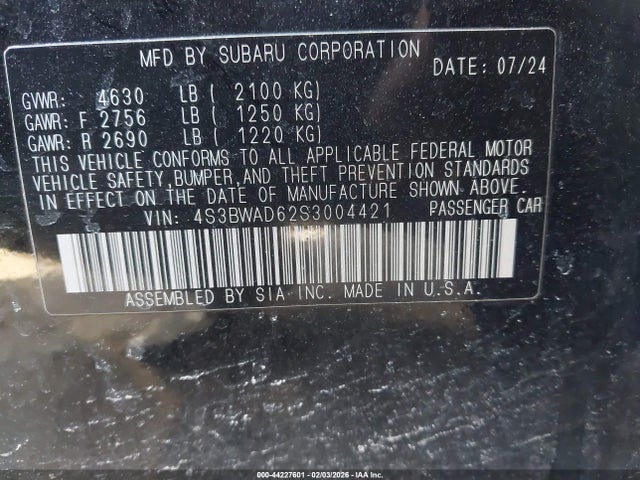 MFD BY SUBARU CORPORATION DATE: 07/24
GVWR: 4630 LB ( 2100 KG)
GAWR: F 2756 LB ( 1250 KG)
GAWR: R 2690 LB ( 1220 KG)
THIS VEHICLE CONFORMS TO ALL APPLICABLE FEDERAL MOTOR
VEHICLE SAFETY, BUMPER, AND THEFT PREVENTION STANDARDS
IN EFFECT ON THE DATE OF MANUFACTURE SHOWN ABOVE.
VIN: 4S3BWAD62S3004421 PASSENGER CAR
ASSEMBLED BY SIA INC. MADE IN U.S.A.
000-44227601 - 02/03/2026 - IAA Inc.